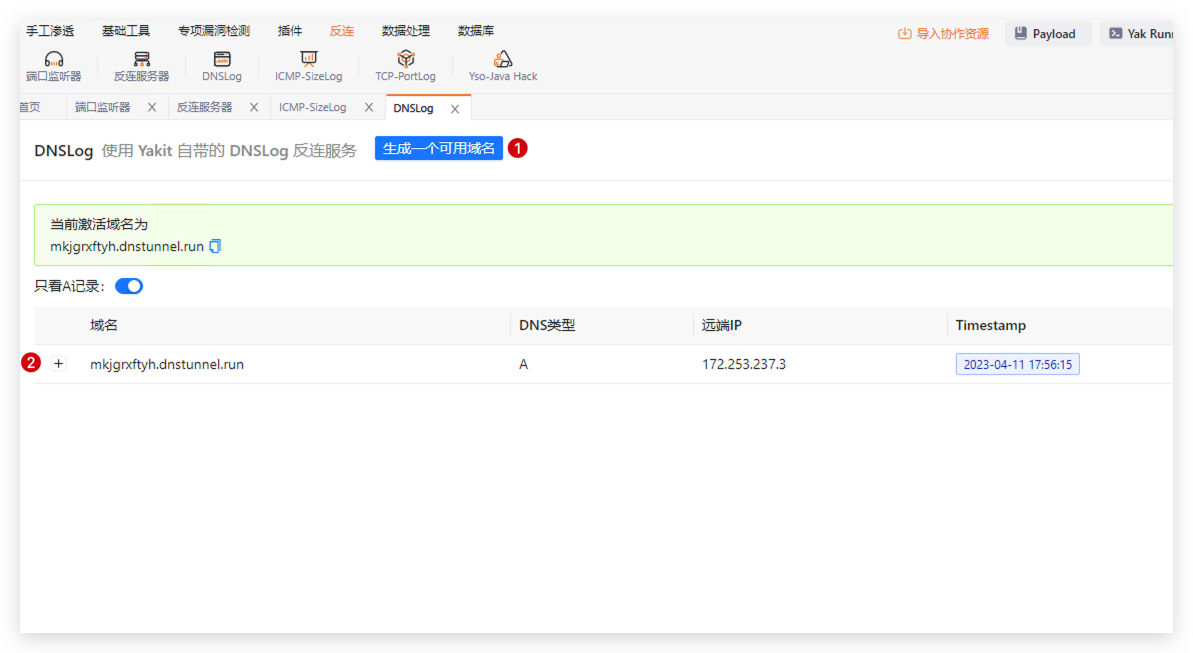 手工渗透 基础工具 专项漏洞检测 插件 反连 数据处理 数据库 导入协作资源 Payload Yak Runn
端口监听器 反连服务器 DNSLog ICMP-SizeLog TCP-PortLog Yso-Java Hack
首页 端口监听器 反连服务器 ICMP-SizeLog DNSLog
DNSLog 使用 Yakit 自带的 DNSLog 反连服务 生成一个可用域名 1
当前激活域名为
mkjgrxftyh.dnstunnel.run
只看A记录:
域名 DNS类型 远端IP Timestamp
2 + mkjgrxftyh.dnstunnel.run A 172.253.237.3 2023-04-11 17:56:15